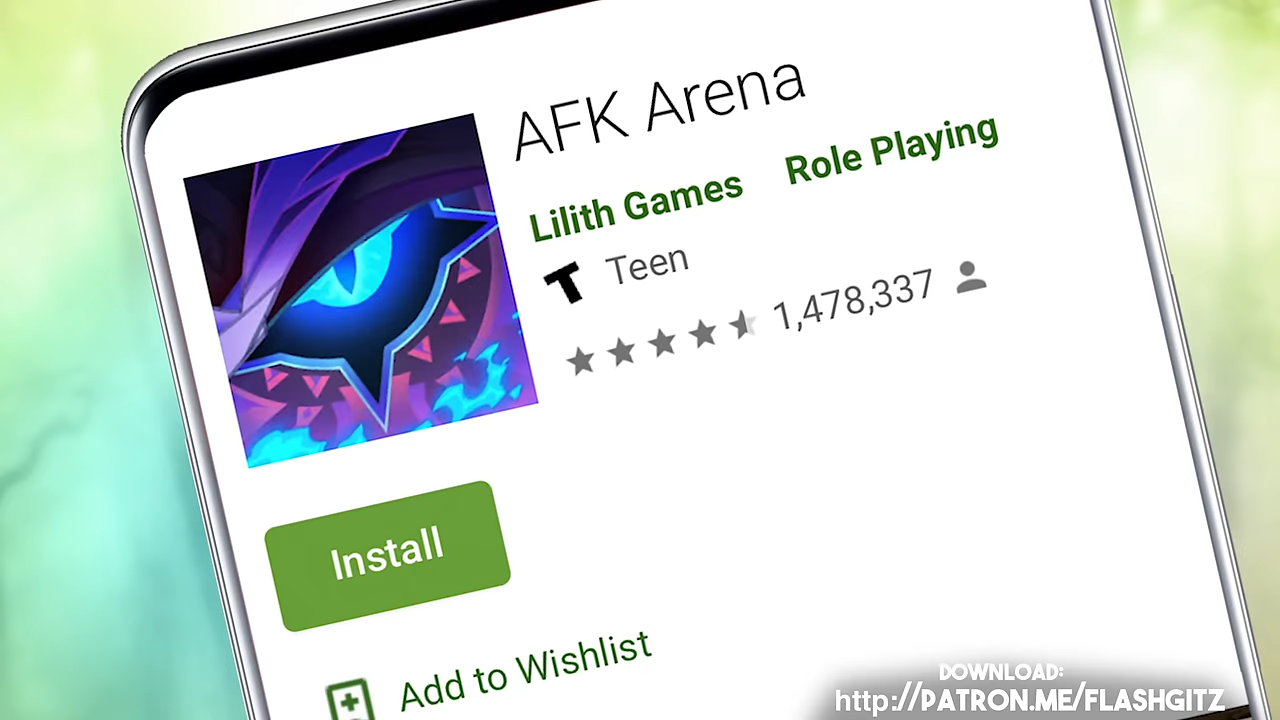 AFK Arena
Lilith Games Role Playing
T Teen
1,478,337
Install
Add to Wishlist
DOWNLOAD:
http://PATRON.ME/FLASHGITZ